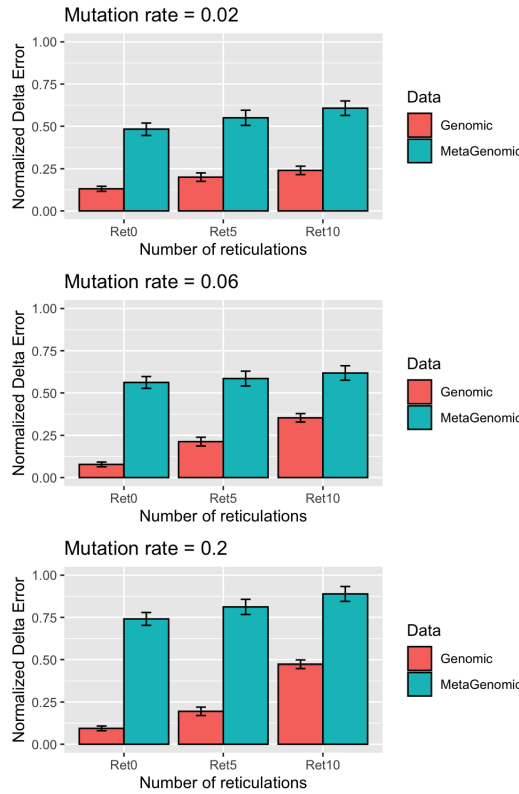 Mutation rate = 0.02
Normalized Delta Error
1.00
0.75
0.50
0.25
0.00
Ret0 Ret5 Ret10
Number of reticulations
Data
Genomic
MetaGenomic
Mutation rate = 0.06
Normalized Delta Error
1.00
0.75
0.50
0.25
0.00
Ret0 Ret5 Ret10
Number of reticulations
Data
Genomic
MetaGenomic
Mutation rate = 0.2
Normalized Delta Error
1.00
0.75
0.50
0.25
0.00
Ret0 Ret5 Ret10
Number of reticulations
Data
Genomic
MetaGenomic